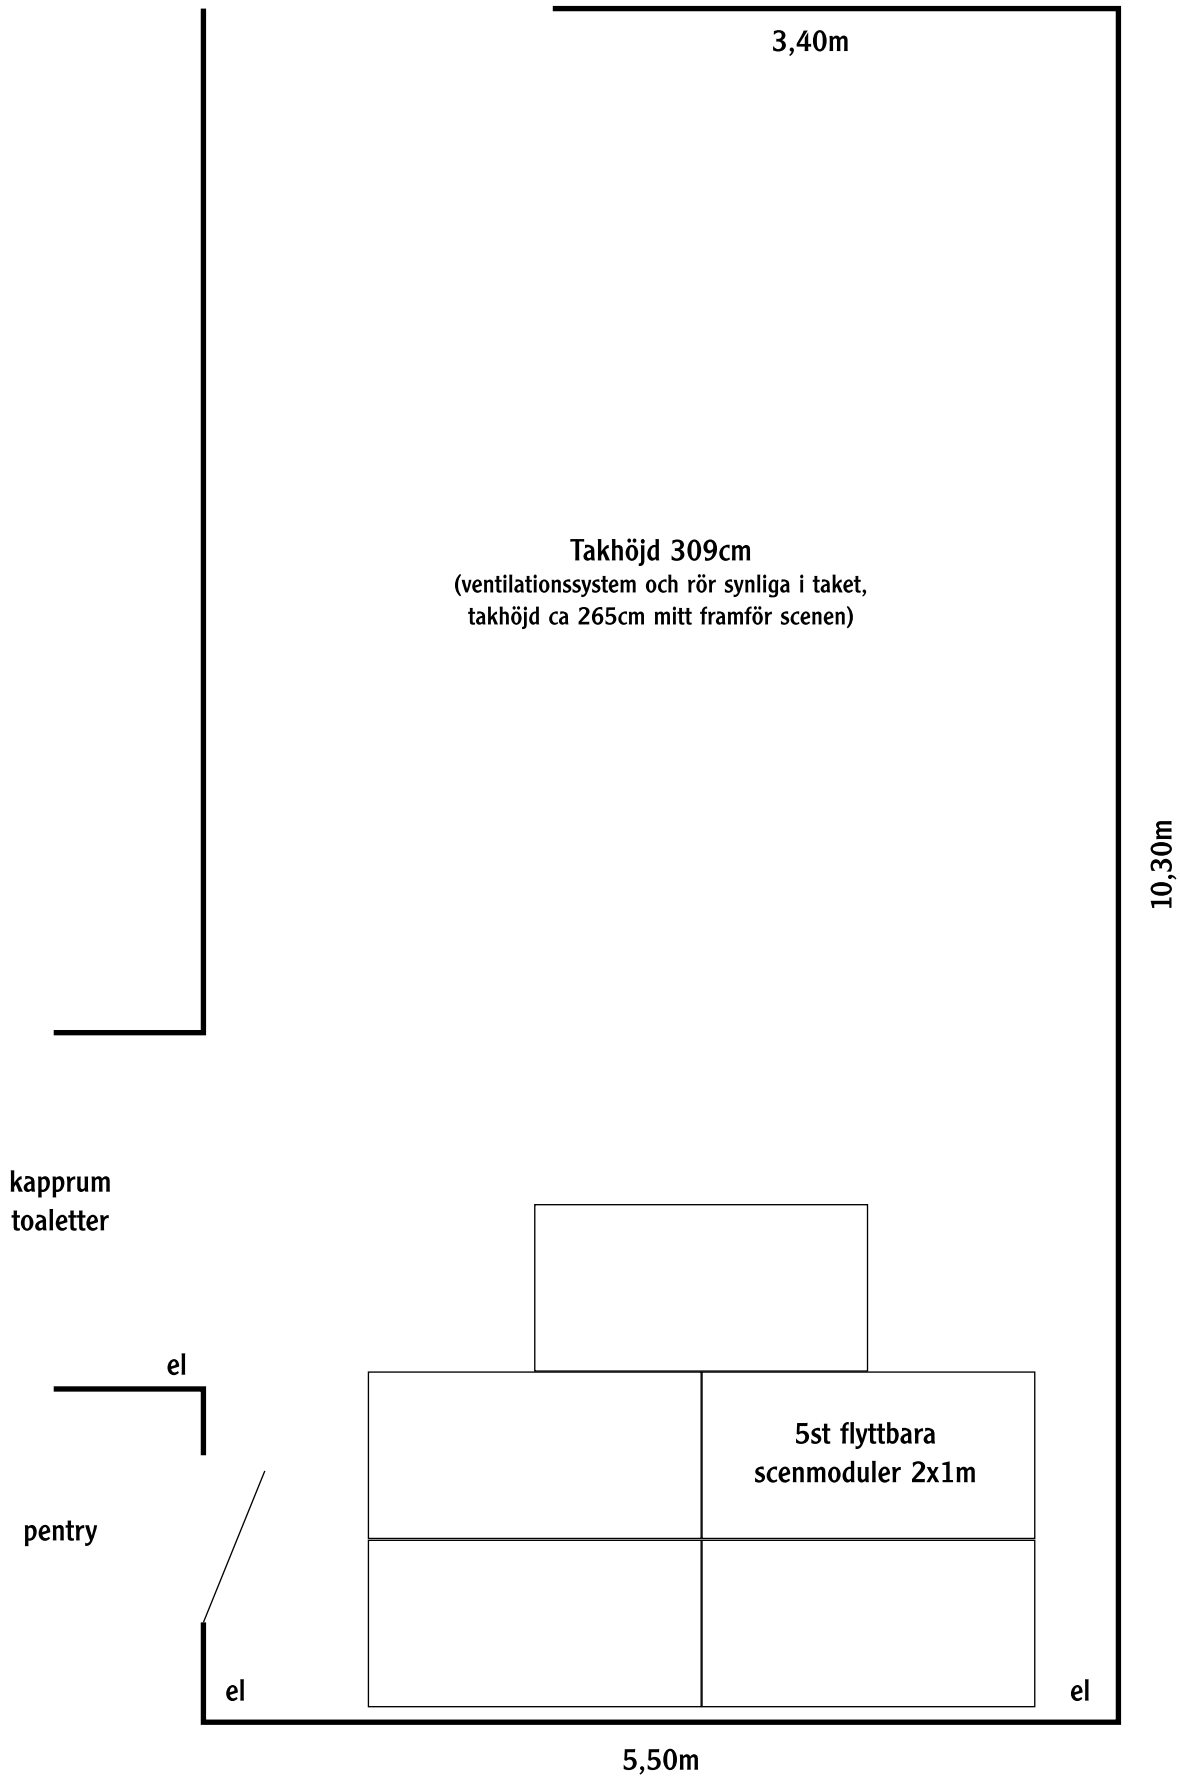 3,40m
Takhöjd 309cm
(ventilationssystem och rör synliga i taket,
takhöjd ca 265cm mitt framför scenen)
10,30m
kapprum
toaletter
el
5st flyttbara
scenmoduler 2x1m
pentry
el
el
5,50m